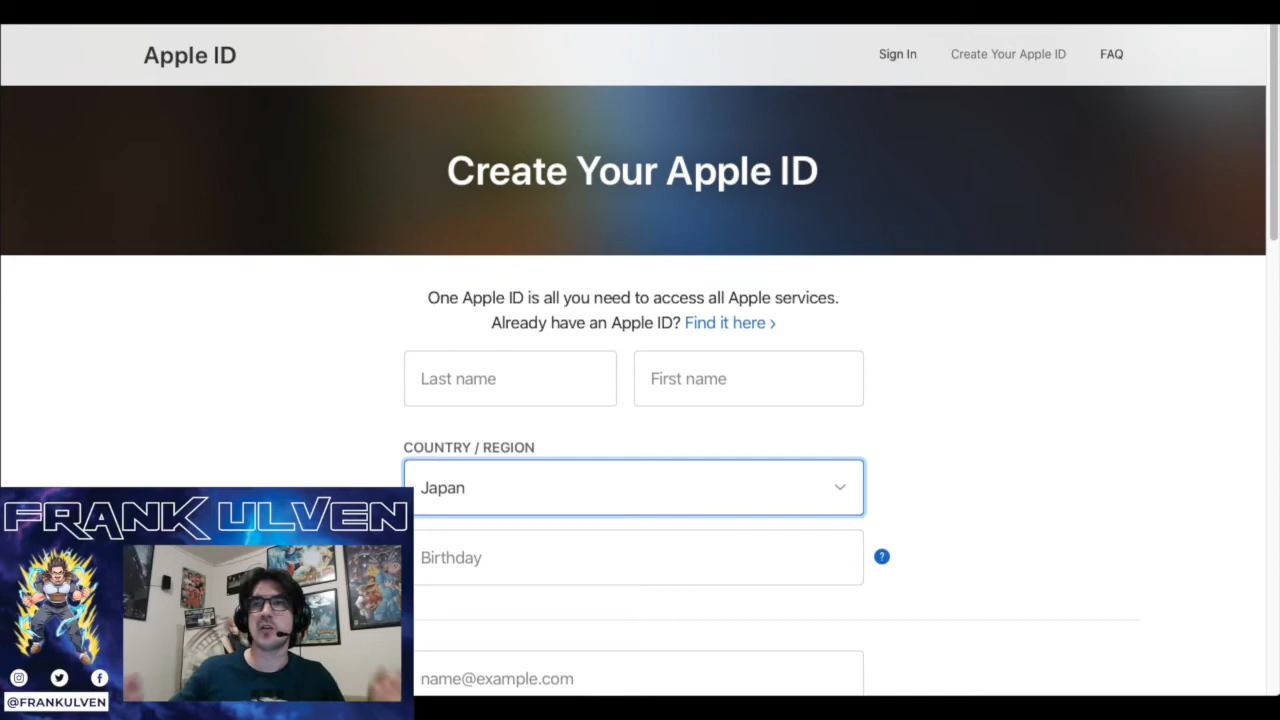 Apple ID
Sign In
Create Your Apple ID
FAQ
Create Your Apple ID
One Apple ID is all you need to access all Apple services.
Already have an Apple ID? Find it here ›
Last name
First name
COUNTRY / REGION
Japan
Birthday
?
name@example.com
FRANK ULVEN
@FRANKULVEN